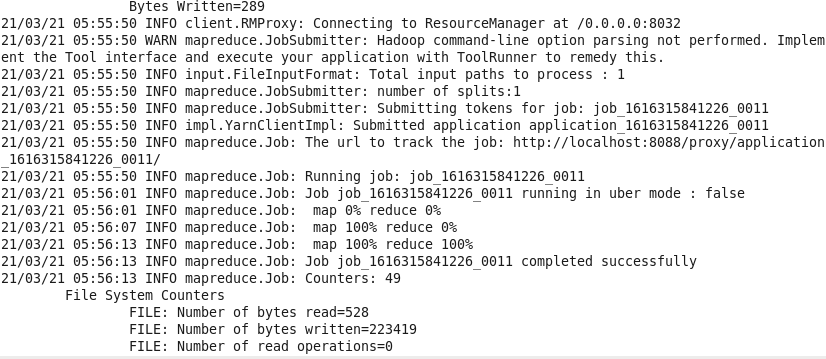 Bytes Written=289
21/03/21 05:55:50 INFO client.RMProxy: Connecting to ResourceManager at /0.0.0.0:8032
21/03/21 05:55:50 WARN mapreduce.JobSubmitter: Hadoop command-line option parsing not performed. Implem
ent the Tool interface and execute your application with ToolRunner to remedy this.
21/03/21 05:55:50 INFO input.FileInputFormat: Total input paths to process : 1
21/03/21 05:55:50 INFO mapreduce.JobSubmitter: number of splits:1
21/03/21 05:55:50 INFO mapreduce.JobSubmitter: Submitting tokens for job: job_1616315841226_0011
21/03/21 05:55:50 INFO impl.YarnClientImpl: Submitted application application_1616315841226_0011
21/03/21 05:55:50 INFO mapreduce.Job: The url to track the job: http://localhost:8088/proxy/application
_1616315841226_0011/
21/03/21 05:55:50 INFO mapreduce.Job: Running job: job_1616315841226_0011
21/03/21 05:56:01 INFO mapreduce.Job: Job job_1616315841226_0011 running in uber mode : false
21/03/21 05:56:01 INFO mapreduce.Job:  map 0% reduce 0%
21/03/21 05:56:07 INFO mapreduce.Job:  map 100% reduce 0%
21/03/21 05:56:13 INFO mapreduce.Job:  map 100% reduce 100%
21/03/21 05:56:13 INFO mapreduce.Job: Job job_1616315841226_0011 completed successfully
21/03/21 05:56:13 INFO mapreduce.Job: Counters: 49
File System Counters
FILE: Number of bytes read=528
FILE: Number of bytes written=223419
FILE: Number of read operations=0